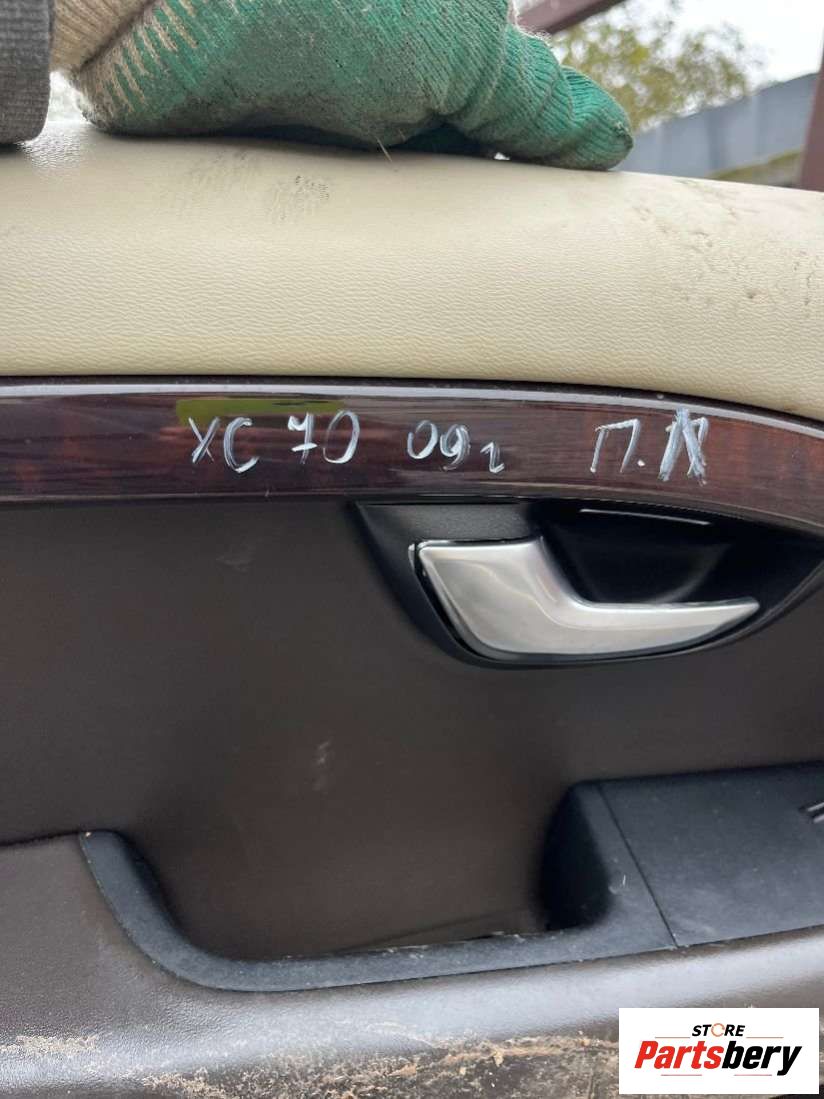 XC 70 09г П.Л
STORE
Partsbery